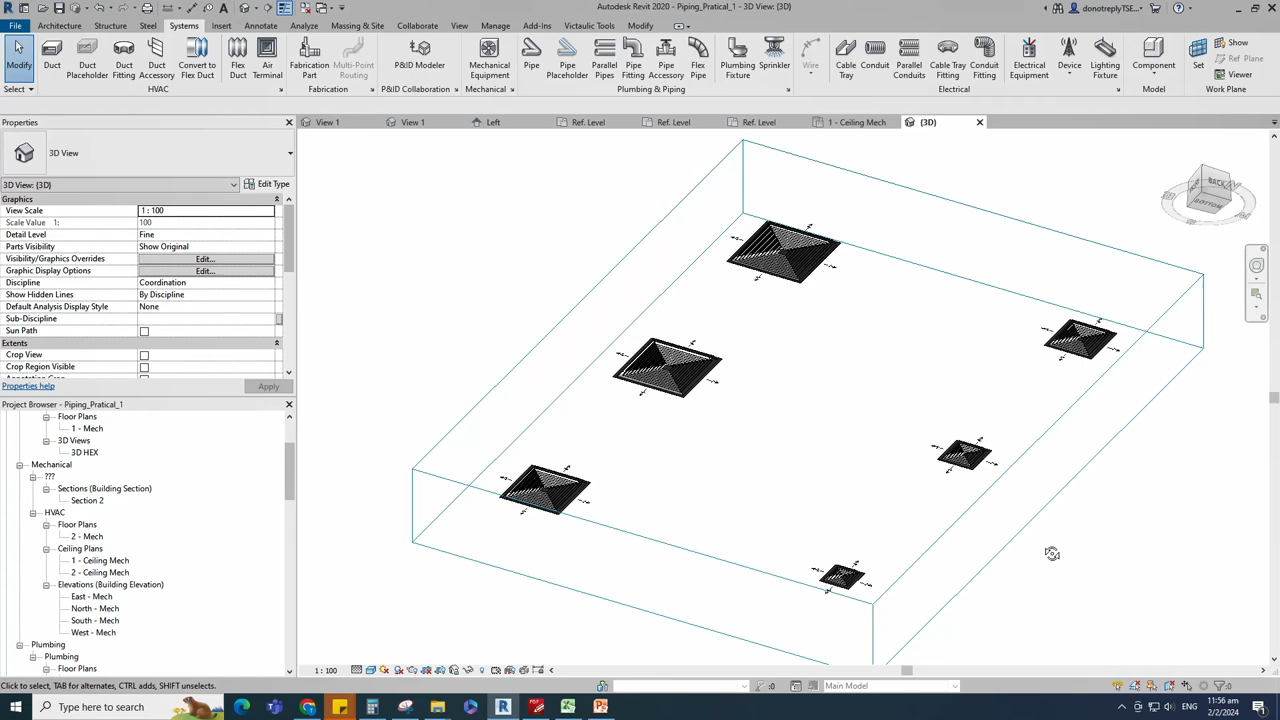 Autodesk Revit 2020 - Piping_Pratical_1
donotreplyTSE...
File Architecture Structure Steel Systems Insert Annotate Analyze Massing & Site Collaborate View Manage Add-Ins Victaulic Tools Modify
Modify
Duct
Duct Placeholder
Duct Fitting
Duct Accessory
Convert to Flex Duct
Flex Duct
Air Terminal
Fabrication Part
Multi-Point Routing
P&ID Modeler
Mechanical Equipment
Pipe
Pipe Placeholder
Parallel Pipes
Pipe Fitting
Pipe Accessory
Flex Pipe
Plumbing Fixture
Sprinkler
Wire
Cable Tray
Conduit
Parallel Conduits
Cable Tray Fitting
Conduit Fitting
Electrical Equipment
Device
Lighting Fixture
Component
Set
Show
Ref Plane
Viewer
Select HVAC Fabrication P&ID Collaboration Mechanical Plumbing & Piping Electrical Model Work Plane
Properties
View 1 View 1 Left Ref. Level Ref. Level Ref. Level 1 - Ceiling Mech {3D}
3D View
3D View: {3D} Edit Type
Graphics
View Scale 1 : 100
Scale Value 1: 100
Detail Level Fine
Parts Visibility Show Original
Visibility/Graphics Overrides Edit...
Graphic Display Options Edit...
Discipline Coordination
Show Hidden Lines By Discipline
Default Analysis Display Style None
Sub-Discipline
Sun Path
Extents
Crop View
Crop Region Visible
Properties help Apply
Project Browser - Piping_Pratical_1
Floor Plans
1 - Mech
3D Views
3D HEX
Mechanical
???
Sections (Building Section)
Section 2
HVAC
Floor Plans
2 - Mech
Ceiling Plans
1 - Ceiling Mech
2 - Ceiling Mech
Elevations (Building Elevation)
East - Mech
North - Mech
South - Mech
West - Mech
Plumbing
Plumbing
Floor Plans
BACK
BOTTOM
1 : 100
Click to select, TAB for alternates, CTRL adds, SHIFT unselects.
:0
Main Model
:0
Type here to search
11:56 am
2/2/2024